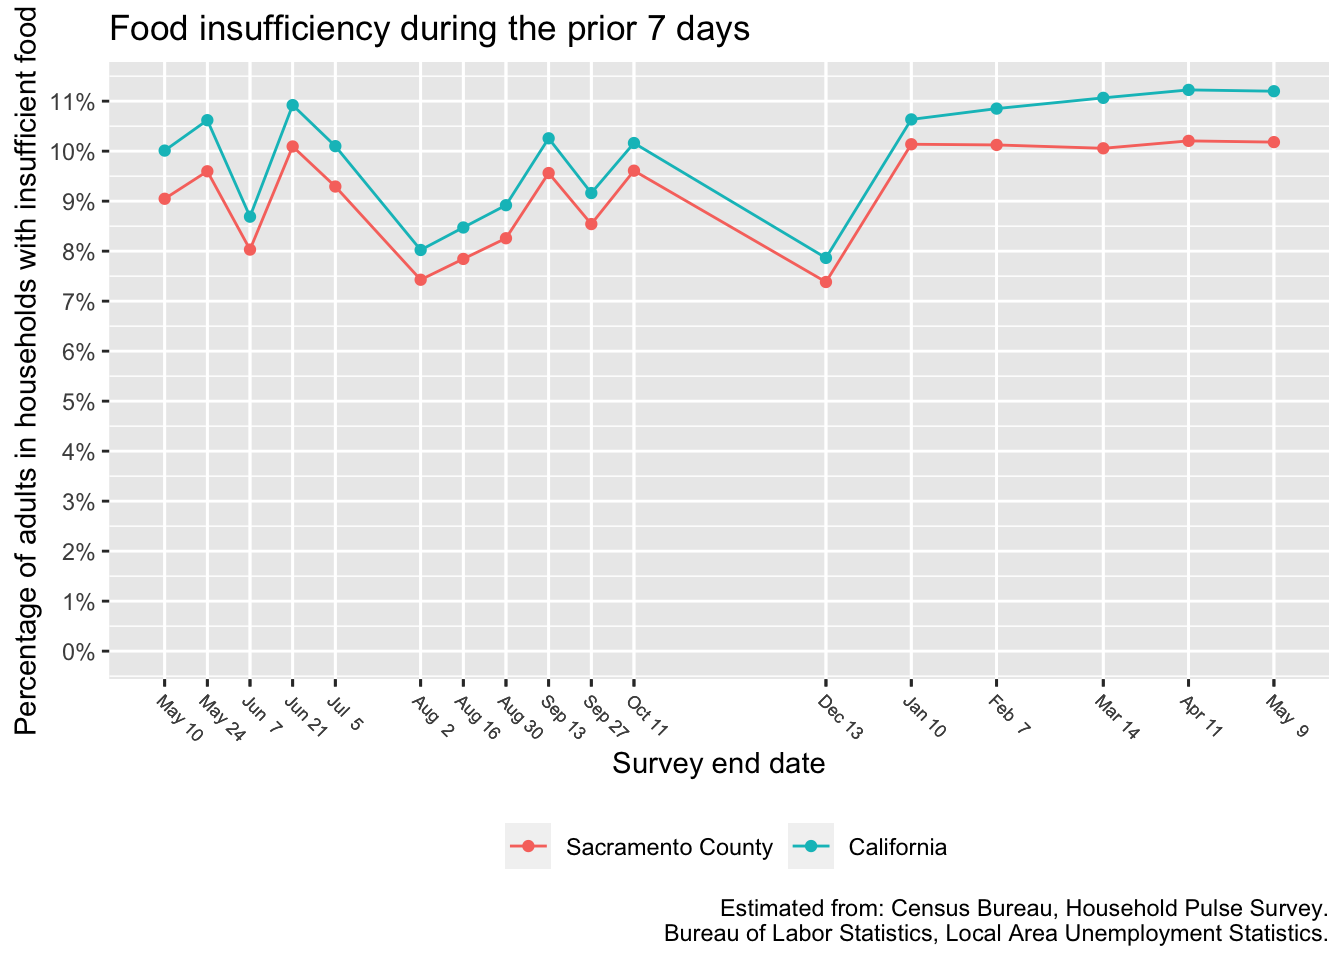 Food insufficiency during the prior 7 days
Percentage of adults in households with insufficient food
11%
10%
9%
8%
7%
6%
5%
4%
3%
2%
1%
0%
May 10
May 24
Jun 7
Jun 21
Jul 5
Aug 2
Aug 16
Aug 30
Sep 13
Sep 27
Oct 11
Dec 13
Jan 10
Feb 7
Mar 14
Apr 11
May 9
Survey end date
Sacramento County
California
Estimated from: Census Bureau, Household Pulse Survey.
Bureau of Labor Statistics, Local Area Unemployment Statistics.